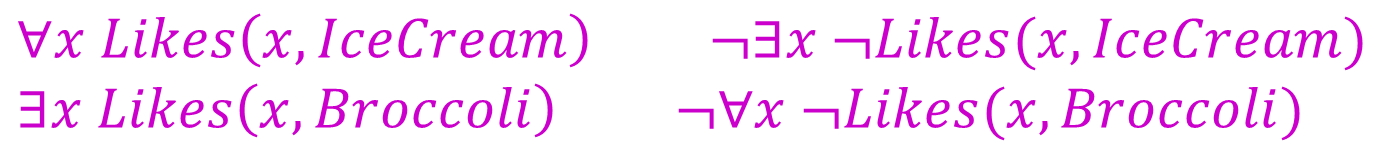 ∀x Likes(x, IceCream) ¬∃x ¬Likes(x, IceCream)
∃x Likes(x, Broccoli) ¬∀x ¬Likes(x, Broccoli)